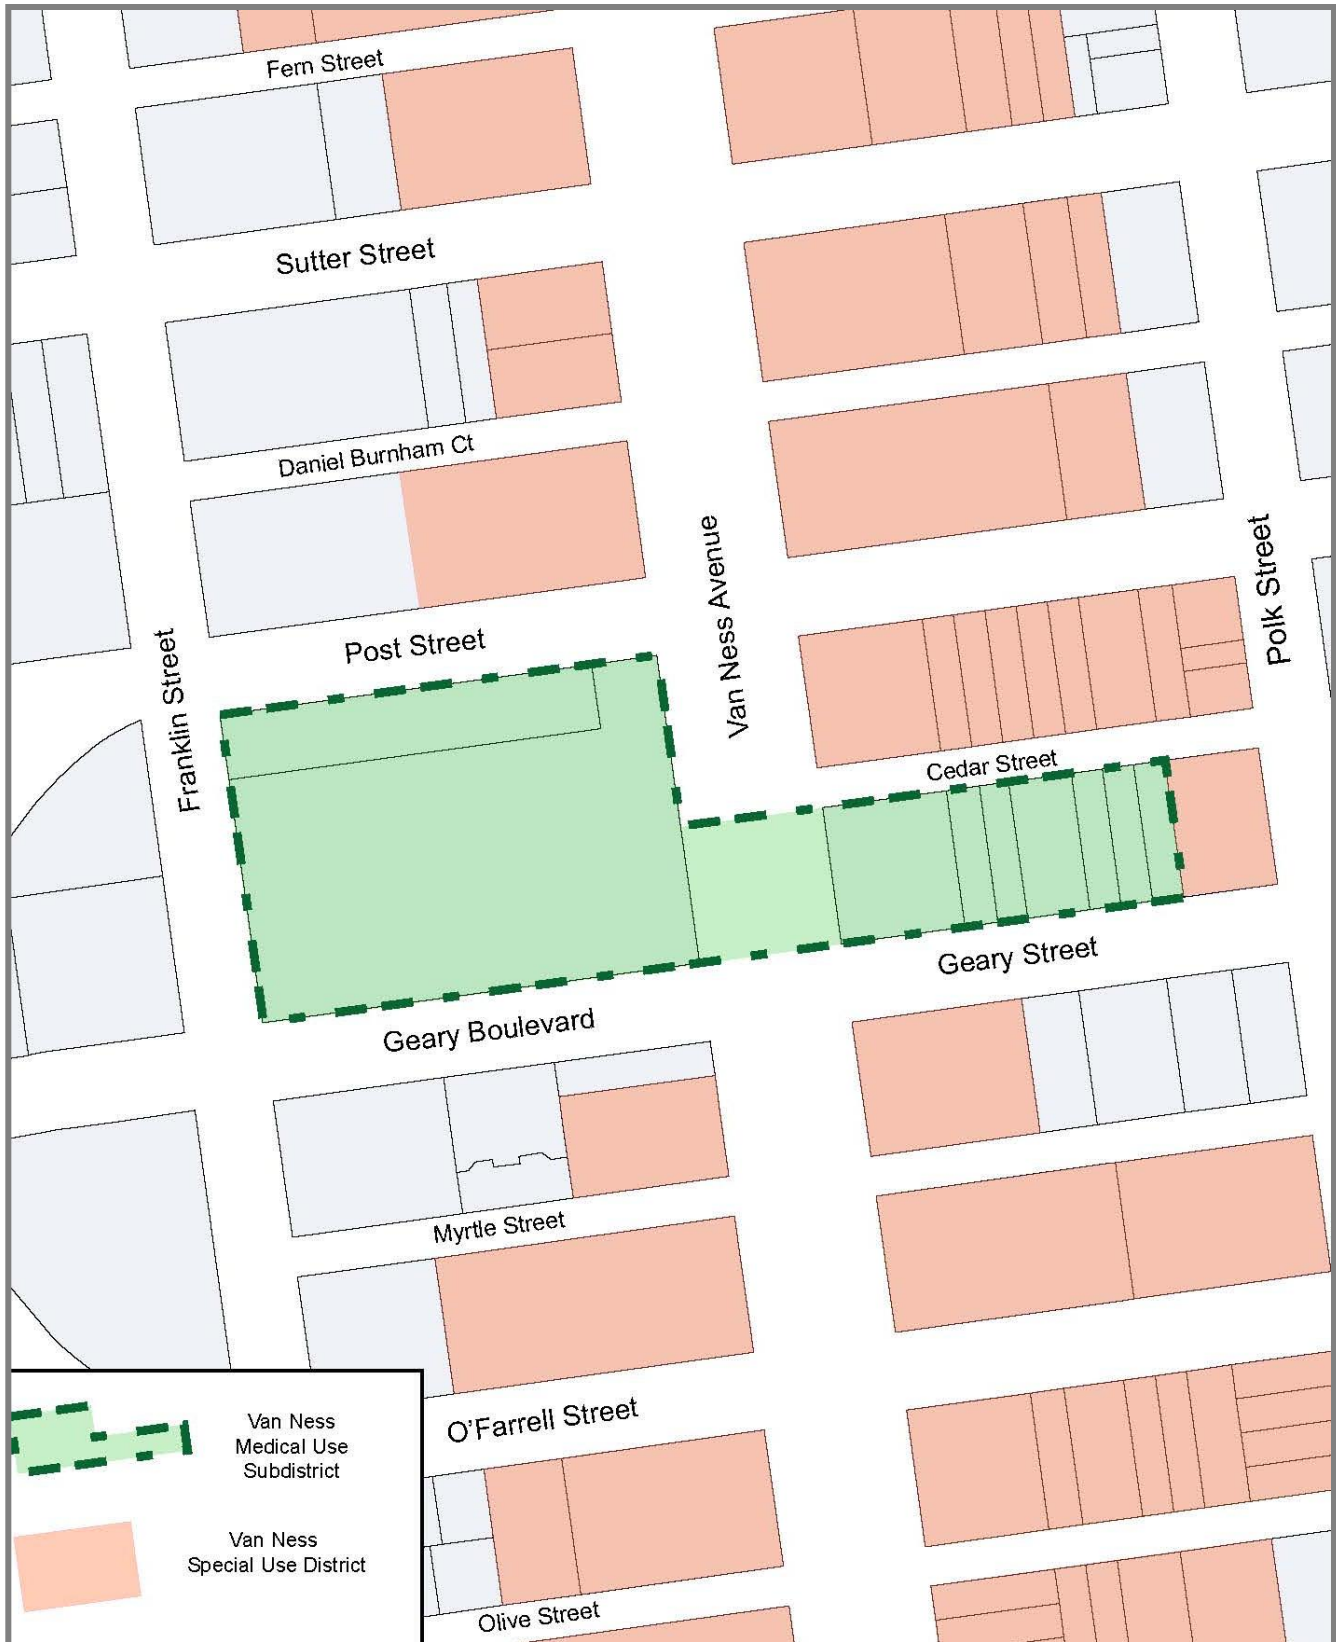 Fern Street
Sutter Street
Daniel Burnham Ct
Van Ness Avenue
Polk Street
Post Street
Franklin Street
Cedar Street
Geary Street
Geary Boulevard
Myrtle Street
O'Farrell Street
Olive Street
Van Ness
Medical Use
Subdistrict
Van Ness
Special Use District